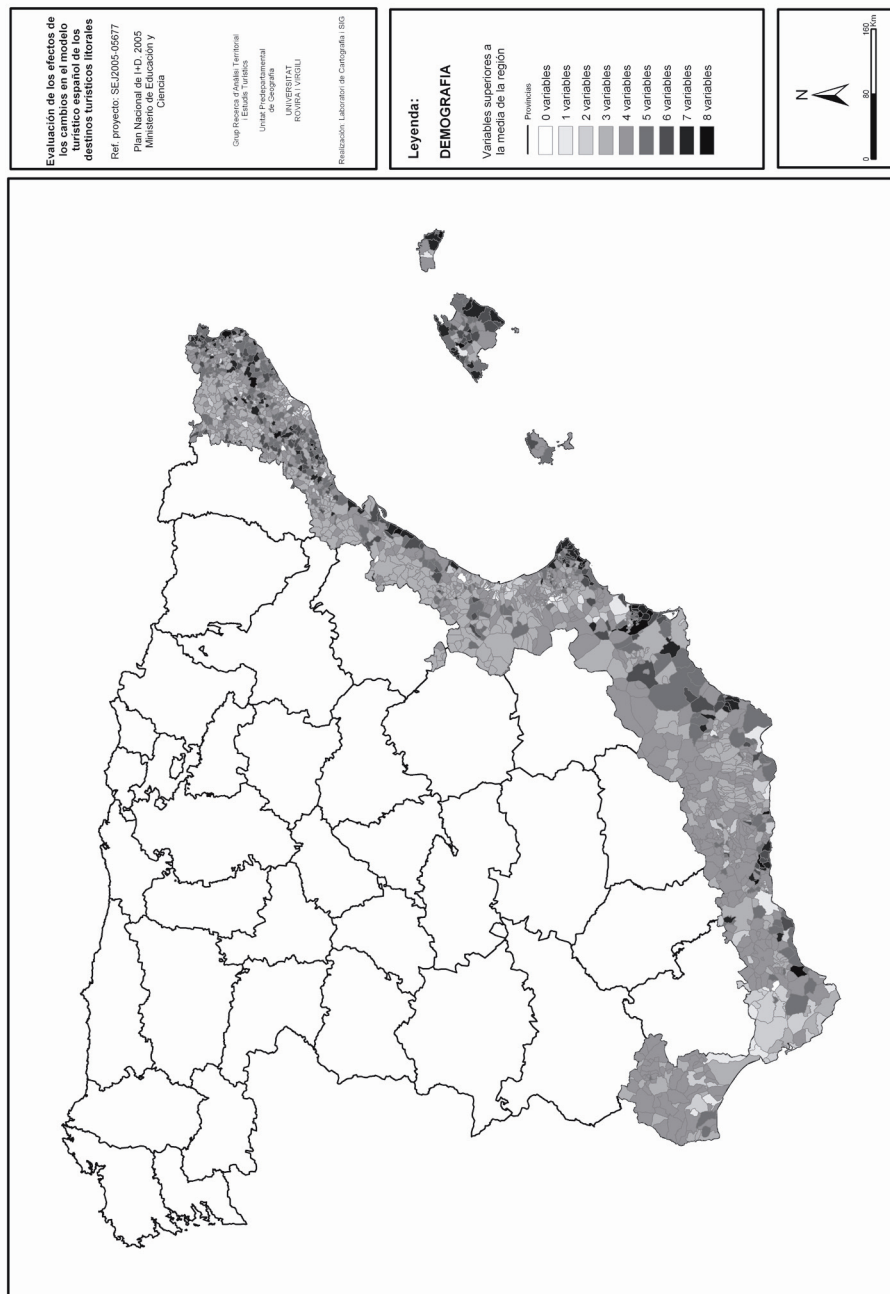 Evaluación de los efectos de
los cambios en el modelo
turístico español de los
destinos turísticos litorales
Ref. proyecto: SEJ2005-05677
Plan Nacional de I+D, 2005
Ministerio de Educación y
Ciencia
Grup Recerca d'Anàlisi Territorial
i Estudis Turístics
Unitat Predepartamental
de Geografia
UNIVERSITAT
ROVIRA I VIRGILI
Realización: Laboratori de Cartografia i SIG
Leyenda:
DEMOGRAFIA
Variables superiores a
la media de la región
Provincias
0 variables
1 variables
2 variables
3 variables
4 variables
5 variables
6 variables
7 variables
8 variables
N
0 80 160
Km